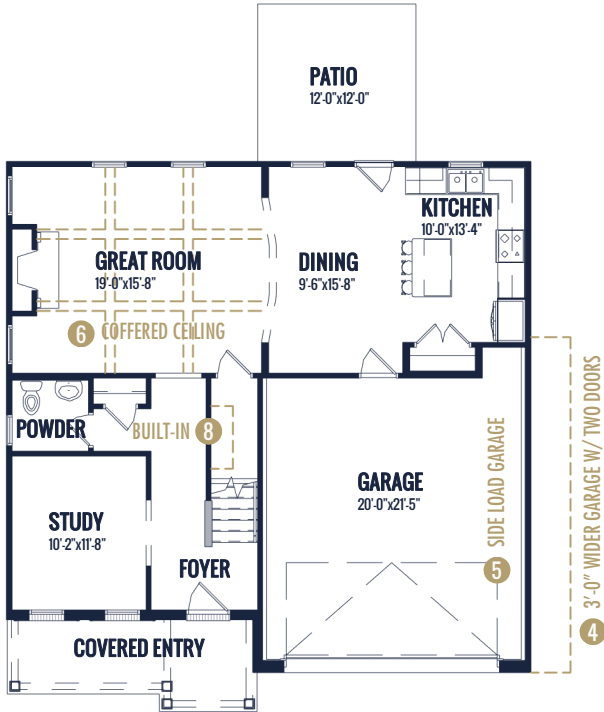 PATIO
12'-0"x12'-0"
KITCHEN
10'-0"x13'-4"
GREAT ROOM
19'-0"x15'-8"
DINING
9'-6"x15'-8"
6 COFFERED CEILING
POWDER
BUILT-IN 8
GARAGE
20'-0"x21'-5"
STUDY
10'-2"x11'-8"
FOYER
COVERED ENTRY
5 SIDE LOAD GARAGE
4 3'-0" WIDER GARAGE W/ TWO DOORS